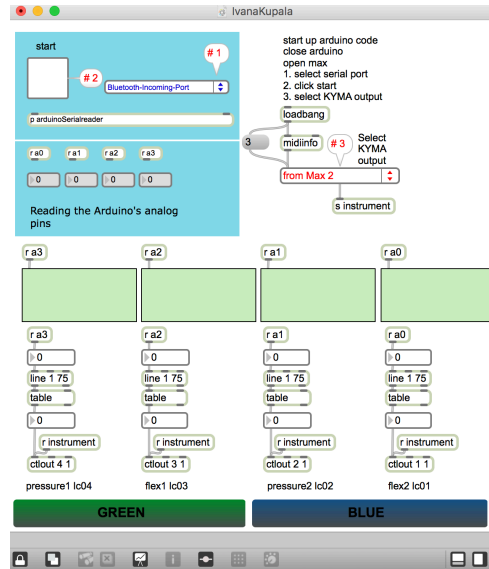 IvanaKupala
start
# 1
# 2
Bluetooth-Incoming-Port
p arduinoSerialreader
r a0 r a1 r a2 r a3
0 0 0 0
Reading the Arduino's analog
pins
start up arduino code
close arduino
open max
1. select serial port
2. click start
3. select KYMA output
loadbang
3
midiinfo
# 3
Select
KYMA
output
from Max 2
s instrument
r a3 r a2 r a1 r a0
r a3 r a2 r a1 r a0
0 0 0 0
line 1 75 line 1 75 line 1 75 line 1 75
table table table table
0 0 0 0
r instrument r instrument r instrument r instrument
ctlout 4 1 ctlout 3 1 ctlout 2 1 ctlout 1 1
pressure1 lc04 flex1 lc03 pressure2 lc02 flex2 lc01
GREEN BLUE